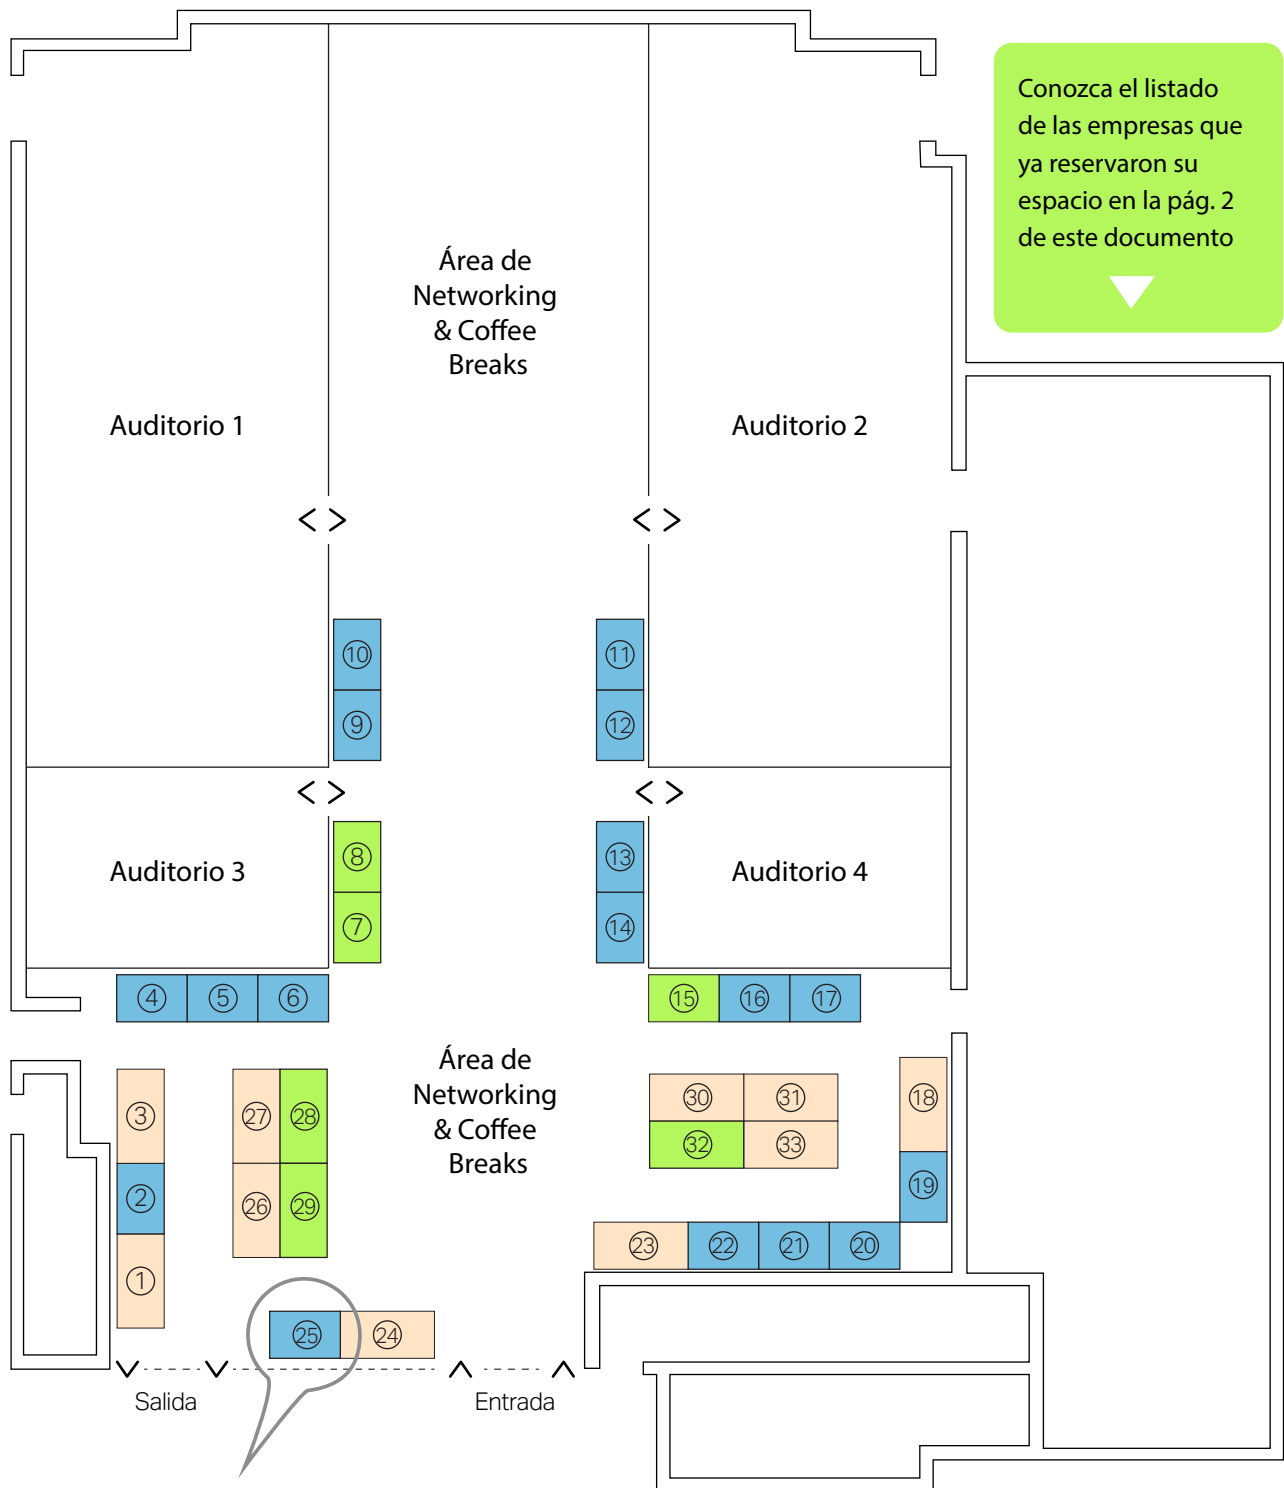 Conozca el listado
de las empresas que
ya reservaron su
espacio en la pág. 2
de este documento
Área de
Networking
& Coffee
Breaks
Auditorio 1
Auditorio 2
10
11
9
12
8
13
Auditorio 3
Auditorio 4
7
14
4
5
6
15
16
17
Área de
Networking
& Coffee
Breaks
3
27
28
30
31
18
32
33
2
26
29
19
1
23
22
21
20
25
24
Salida
Entrada